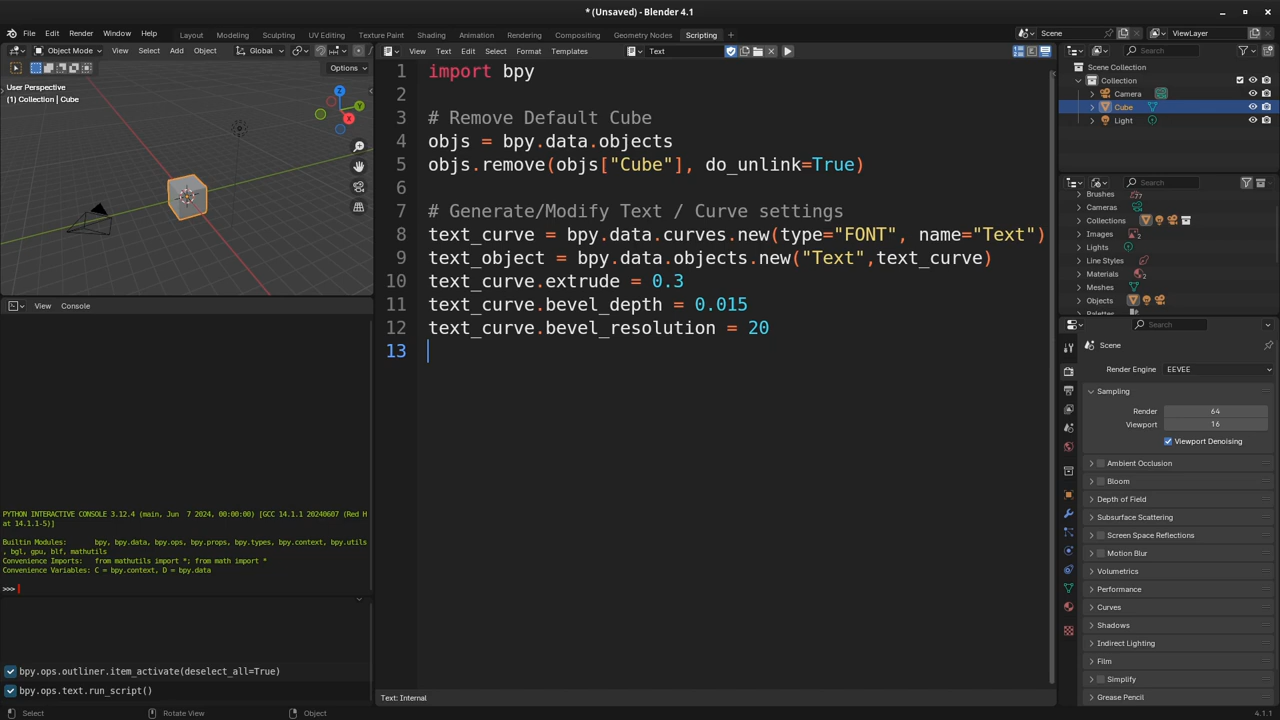 * (Unsaved) - Blender 4.1
File Edit Render Window Help Layout Modeling Sculpting UV Editing Texture Paint Shading Animation Rendering Compositing Geometry Nodes Scripting + Scene ViewLayer
Object Mode View Select Add Object Global
Options
User Perspective
(1) Collection | Cube
Z
Y
X
View Console
PYTHON INTERACTIVE CONSOLE 3.12.4 (main, Jun  7 2024, 00:00:00) [GCC 14.1.1 20240607 (Red H
at 14.1.1-5)]
Builtin Modules:       bpy, bpy.data, bpy.ops, bpy.props, bpy.types, bpy.context, bpy.utils
, bgl, gpu, blf, mathutils
Convenience Imports:   from mathutils import *; from math import *
Convenience Variables: C = bpy.context, D = bpy.data
>>>
bpy.ops.outliner.item_activate(deselect_all=True)
bpy.ops.text.run_script()
View Text Edit Select Format Templates Text
1 import bpy
2
3 # Remove Default Cube
4 objs = bpy.data.objects
5 objs.remove(objs["Cube"], do_unlink=True)
6
7 # Generate/Modify Text / Curve settings
8 text_curve = bpy.data.curves.new(type="FONT", name="Text")
9 text_object = bpy.data.objects.new("Text",text_curve)
10 text_curve.extrude = 0.3
11 text_curve.bevel_depth = 0.015
12 text_curve.bevel_resolution = 20
13
Text: Internal
Search
Scene Collection
Collection
Camera
Cube
Light
Search
Brushes
Cameras
Collections
Images 2
Lights
Line Styles
Materials 2
Meshes
Objects
Palettes
Search
Scene
Render Engine EEVEE
Sampling
Render 64
Viewport 16
Viewport Denoising
Ambient Occlusion
Bloom
Depth of Field
Subsurface Scattering
Screen Space Reflections
Motion Blur
Volumetrics
Performance
Curves
Shadows
Indirect Lighting
Film
Simplify
Grease Pencil
Select Rotate View Object 4.1.1